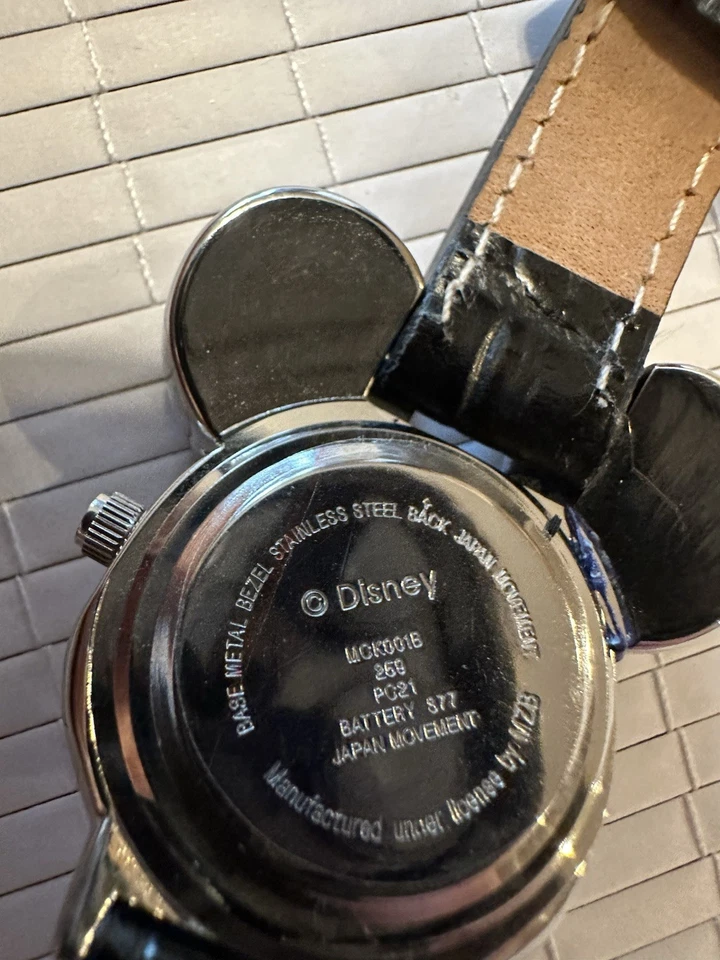 BASE METAL BEZEL STAINLESS STEEL BACK JAPAN MOVEMENT
© Disney
MCK001B
259
PC21
BATTERY S77
JAPAN MOVEMENT
Manufactured under license by MZB